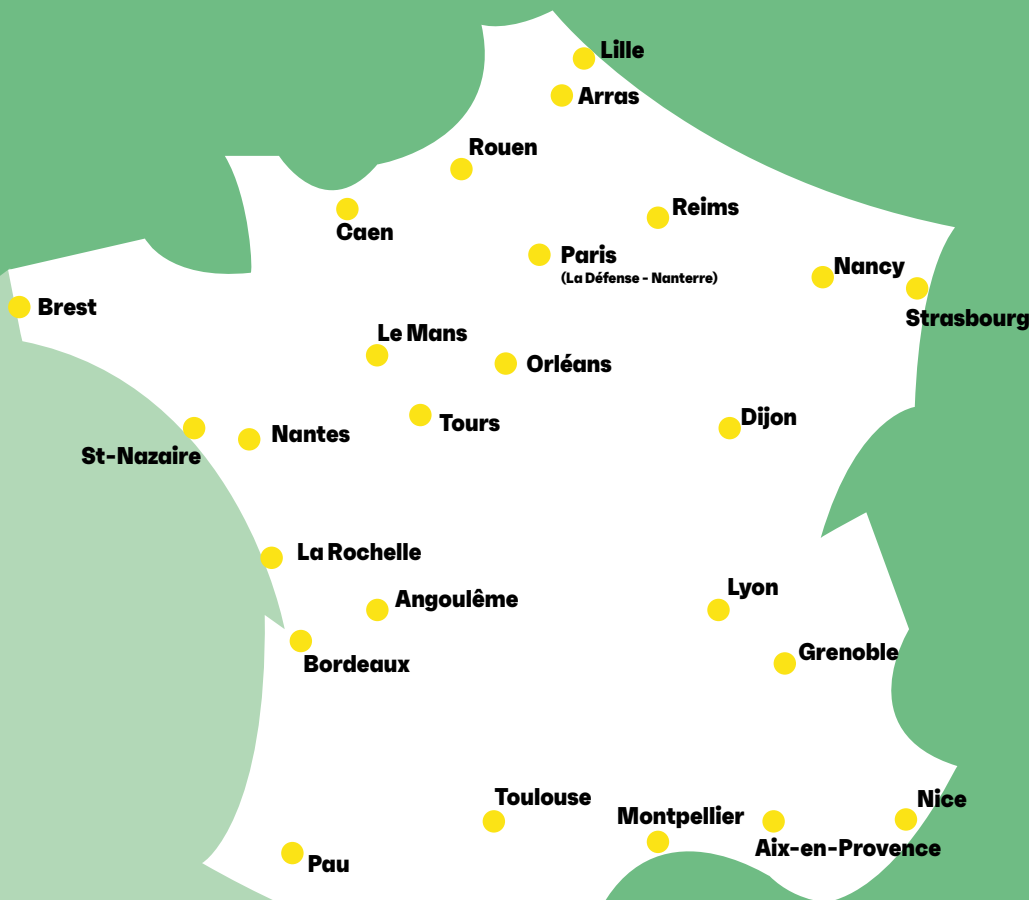 Lille
Arras
Rouen
Reims
Caen
Paris
(La Défense - Nanterre)
Nancy
Brest
Strasbourg
Le Mans
Orléans
Dijon
Tours
Nantes
St-Nazaire
La Rochelle
Lyon
Angoulême
Grenoble
Bordeaux
Toulouse
Nice
Montpellier
Aix-en-Provence
Pau